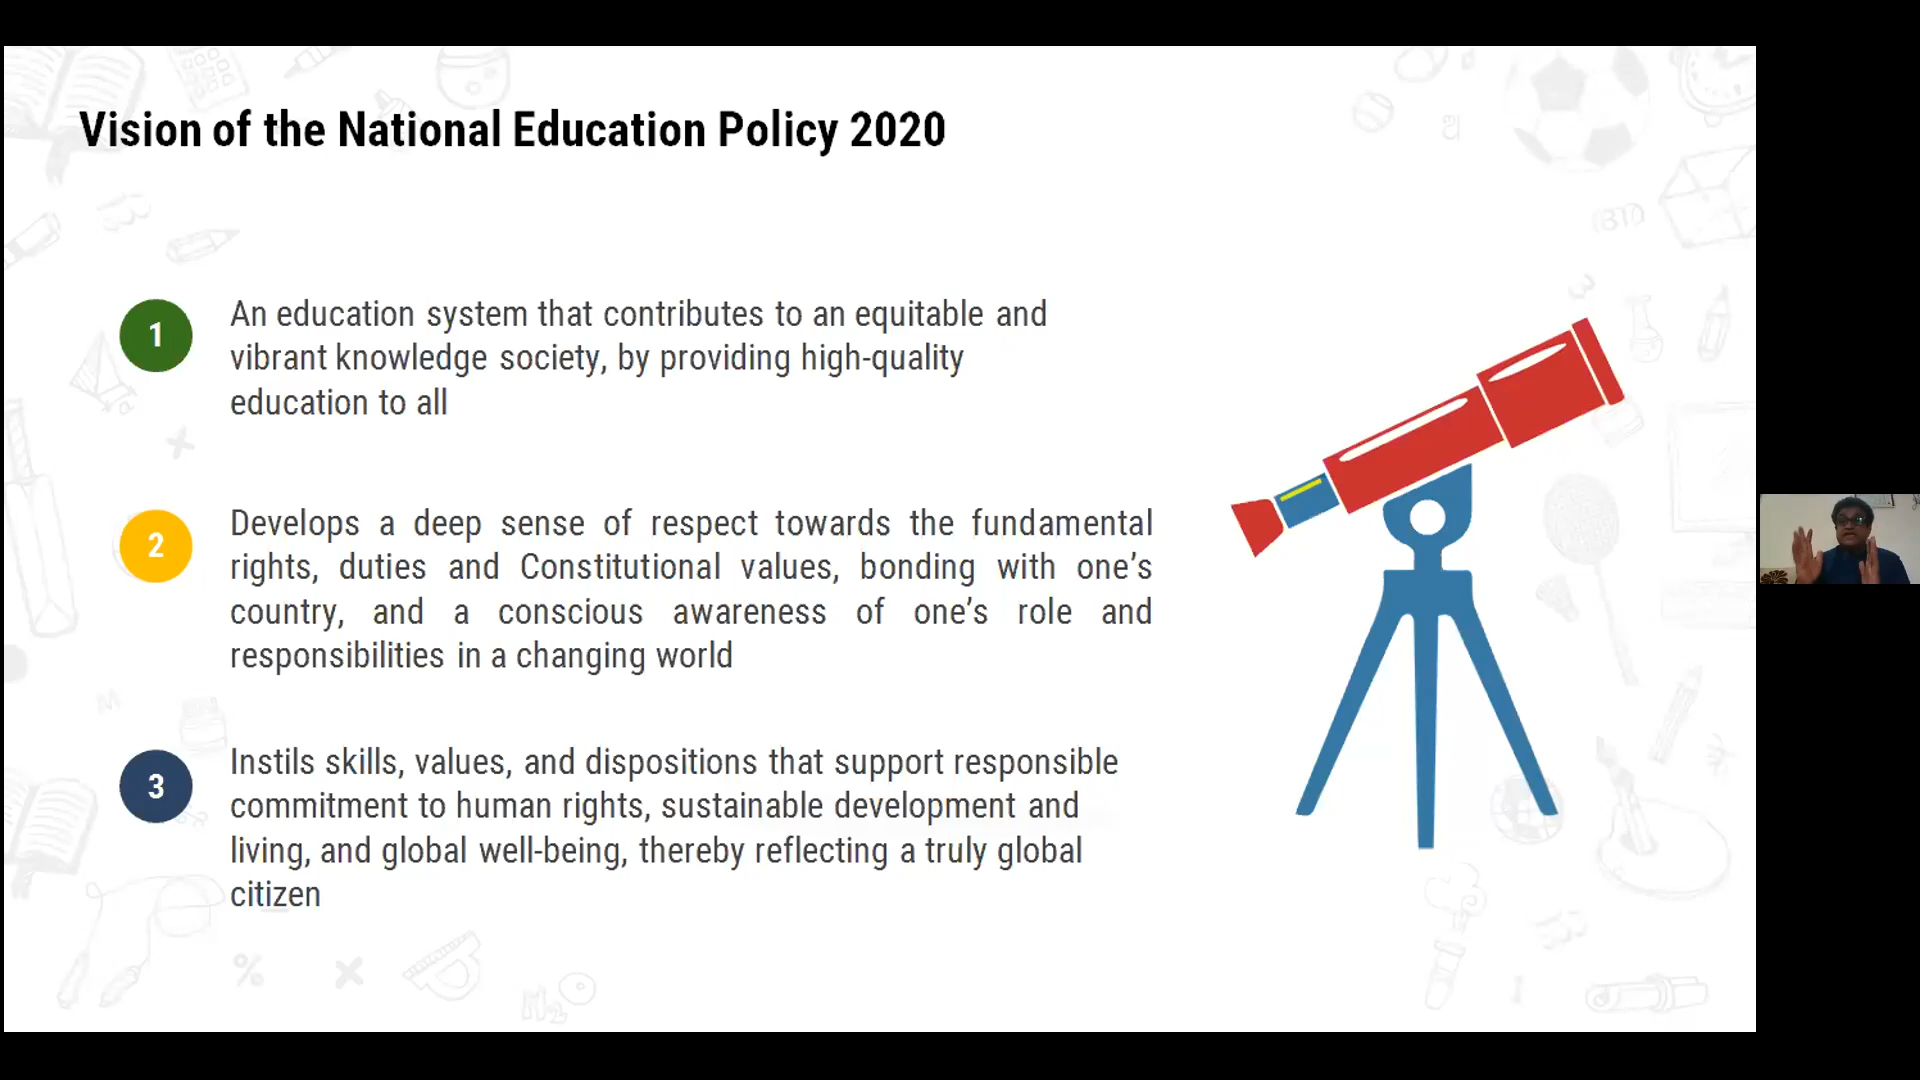 Vision of the National Education Policy 2020
1
An education system that contributes to an equitable and
vibrant knowledge society, by providing high-quality
education to all
2
Develops a deep sense of respect towards the fundamental
rights, duties and Constitutional values, bonding with one’s
country, and a conscious awareness of one’s role and
responsibilities in a changing world
3
Instils skills, values, and dispositions that support responsible
commitment to human rights, sustainable development and
living, and global well-being, thereby reflecting a truly global
citizen